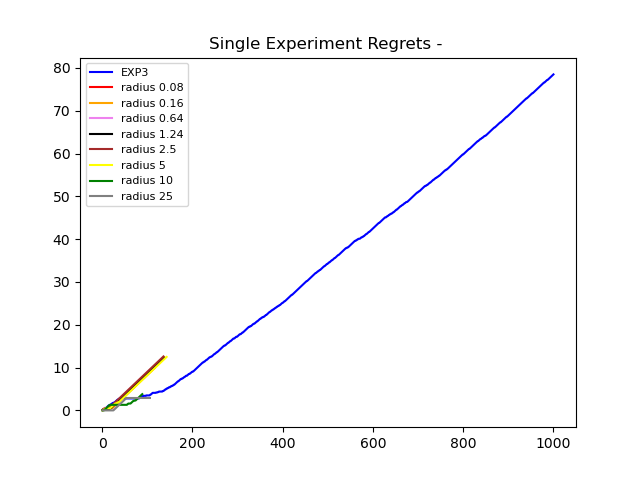 Single Experiment Regrets -
EXP3
radius 0.08
radius 0.16
radius 0.64
radius 1.24
radius 2.5
radius 5
radius 10
radius 25
80
70
60
50
40
30
20
10
0
0 200 400 600 800 1000